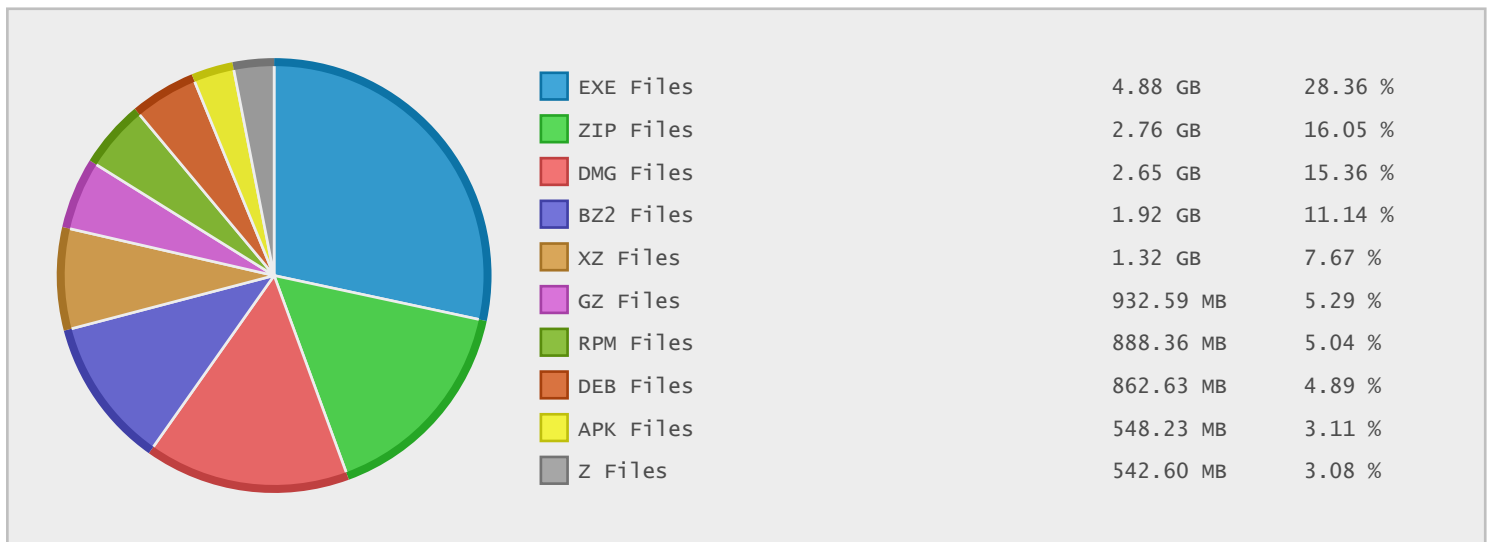 EXE Files 4.88 GB 28.36 %
ZIP Files 2.76 GB 16.05 %
DMG Files 2.65 GB 15.36 %
BZ2 Files 1.92 GB 11.14 %
XZ Files 1.32 GB 7.67 %
GZ Files 932.59 MB 5.29 %
RPM Files 888.36 MB 5.04 %
DEB Files 862.63 MB 4.89 %
APK Files 548.23 MB 3.11 %
Z Files 542.60 MB 3.08 %